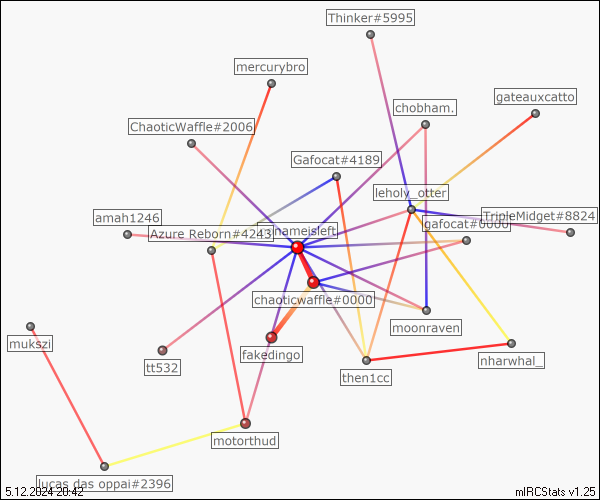 Thinker#5995
mercurybro
gateauxcatto
chobham.
ChaoticWaffle#2006
Gafocat#4189
leholy_otter
amah1246
TripleMidget#8824
gafocat#0000
Azure Reborn#4243
nameisleft
chaoticwaffle#0000
moonraven
mukszi
fakedingo
nharwhal_
tt532
then1cc
motorthud
lucas das oppai#2396
5.12.2024 20:42
mIRCStats v1.25